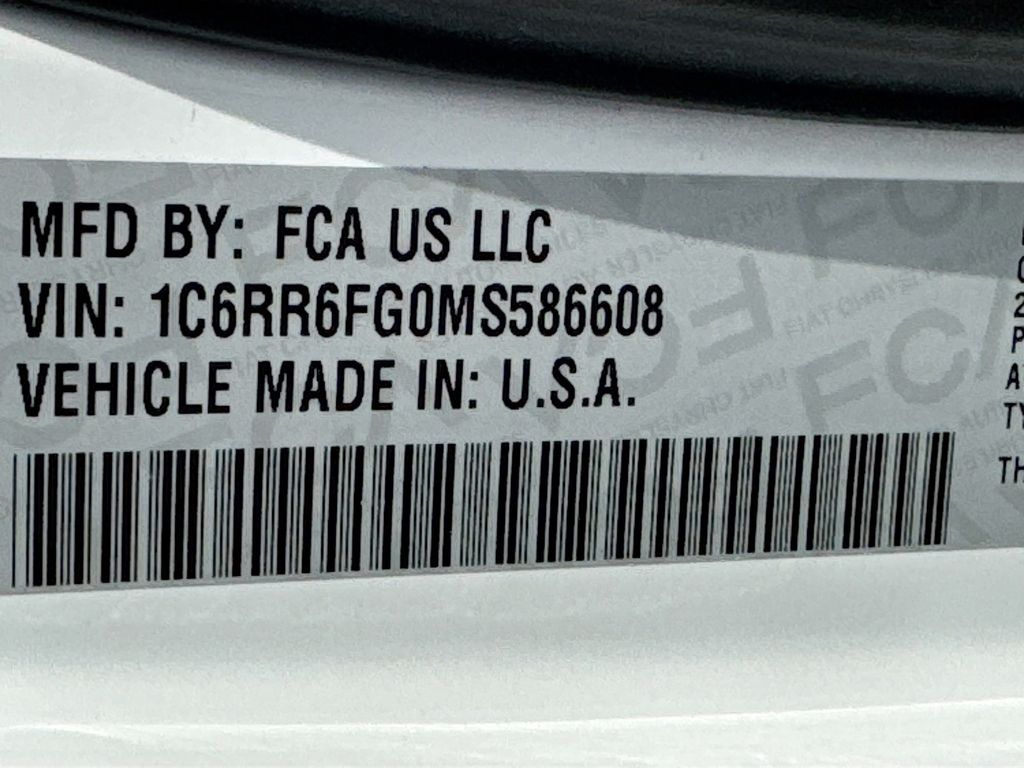 MFD BY: FCA US LLC
VIN: 1C6RR6FG0MS586608
VEHICLE MADE IN: U.S.A.